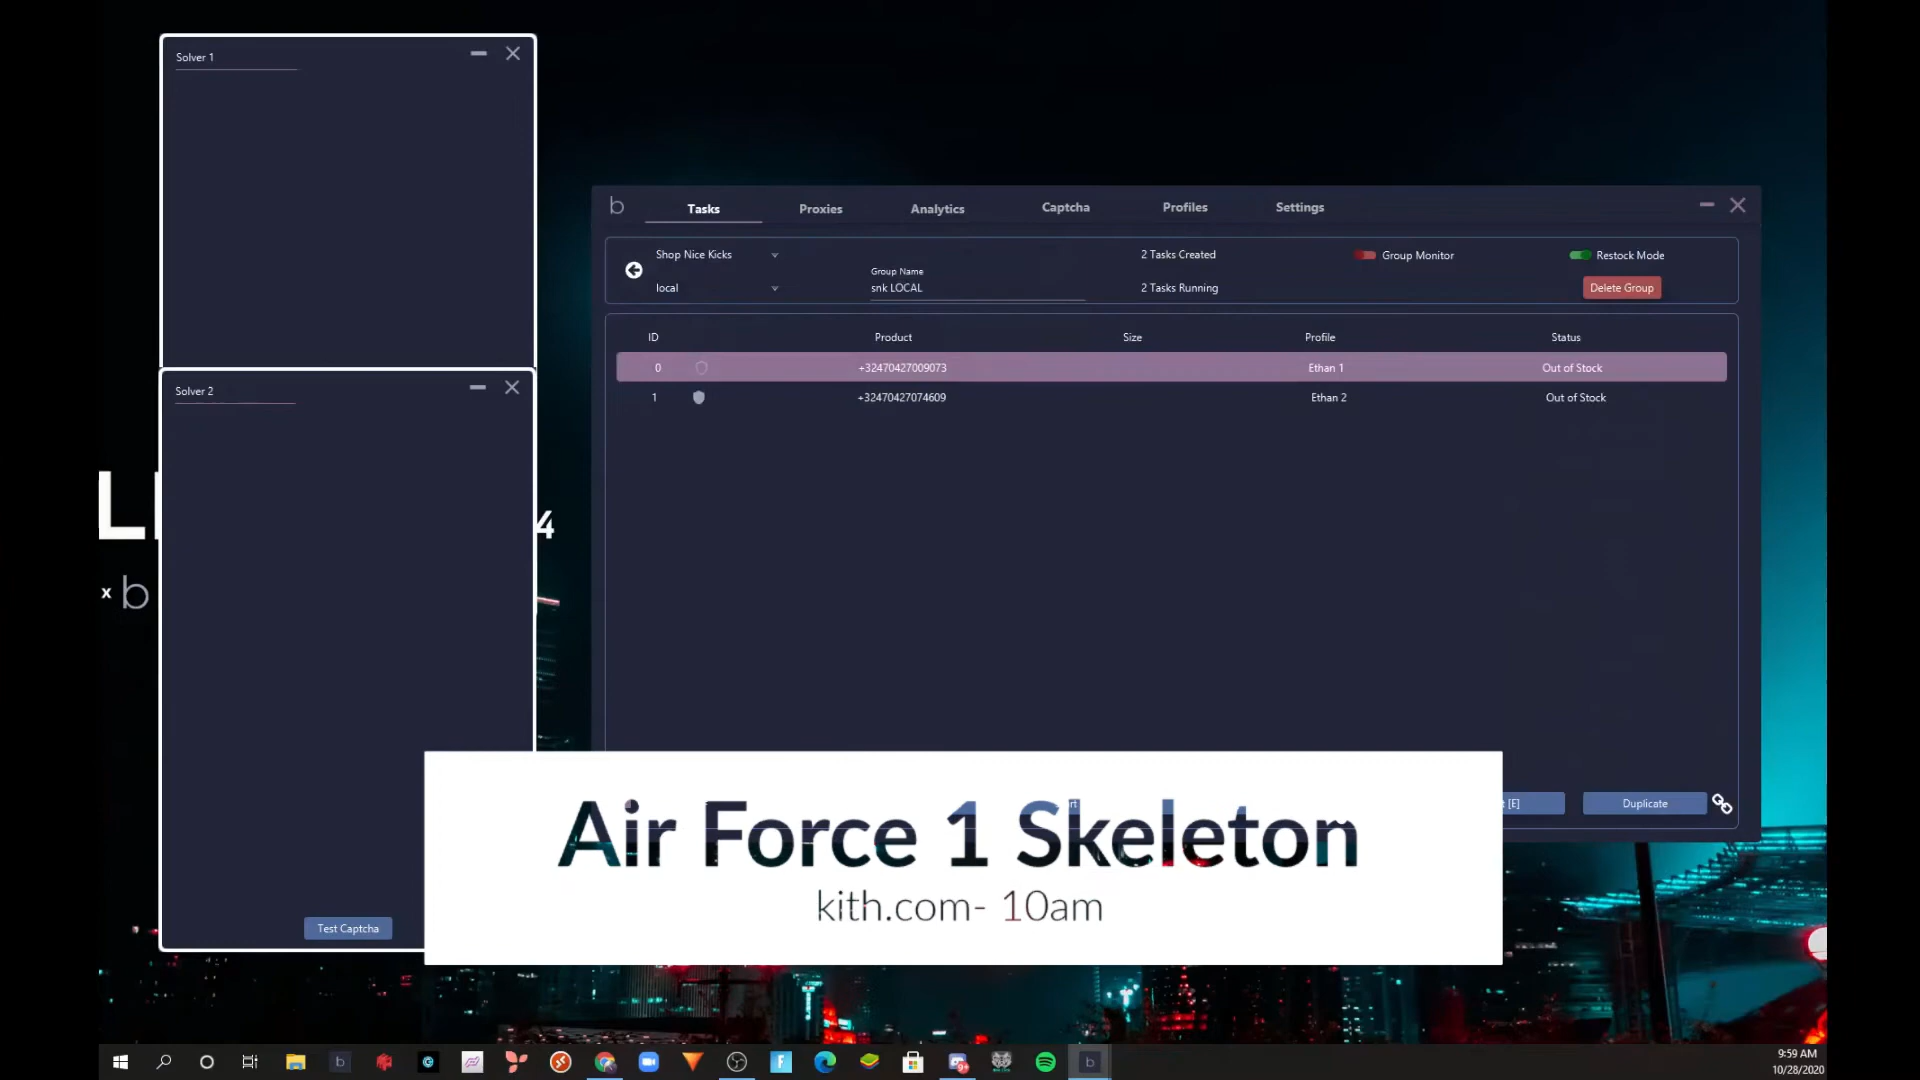 Solver 1
Solver 2
Test Captcha
4
x b
b
Tasks
Proxies
Analytics
Captcha
Profiles
Settings
Shop Nice Kicks
local
Group Name
snk LOCAL
2 Tasks Created
2 Tasks Running
Group Monitor
Restock Mode
Delete Group
ID Product Size Profile Status
0 +32470427009073 Ethan 1 Out of Stock
1 +32470427074609 Ethan 2 Out of Stock
[E]
Duplicate
Air Force 1 Skeleton
kith.com- 10am
9:59 AM
10/28/2020